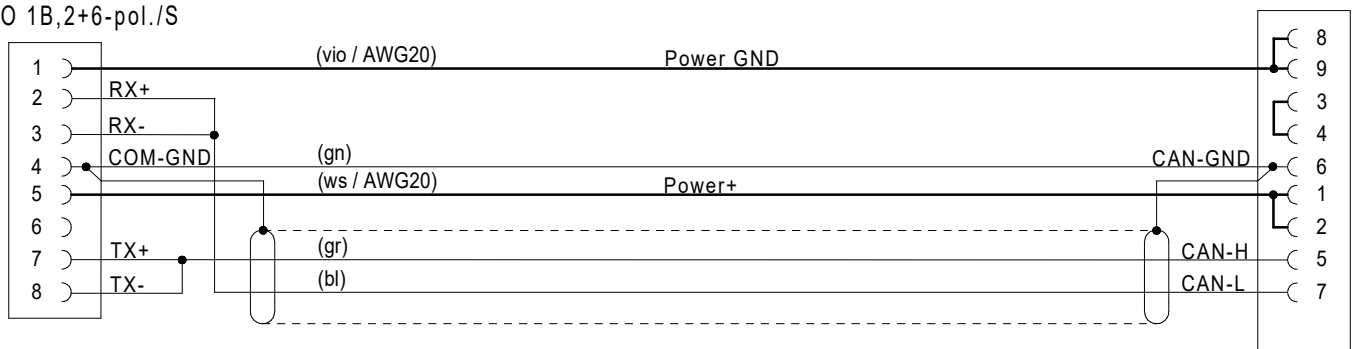 O 1B,2+6-pol./S
8
1 (vio / AWG20) Power GND 9
2 RX+ 3
3 RX- 4
4 COM-GND (gn) CAN-GND 6
5 (ws / AWG20) Power+ 1
6 2
7 TX+ (gr) CAN-H 5
8 TX- (bl) CAN-L 7